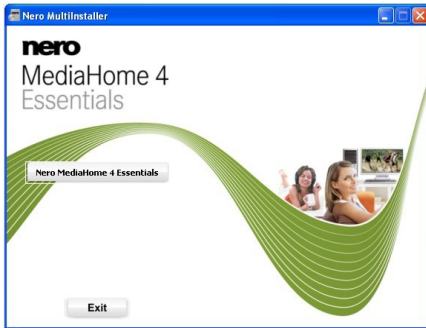 Nero MultiInstaller
nero
MediaHome 4
Essentials
Nero MediaHome 4 Essentials
Exit